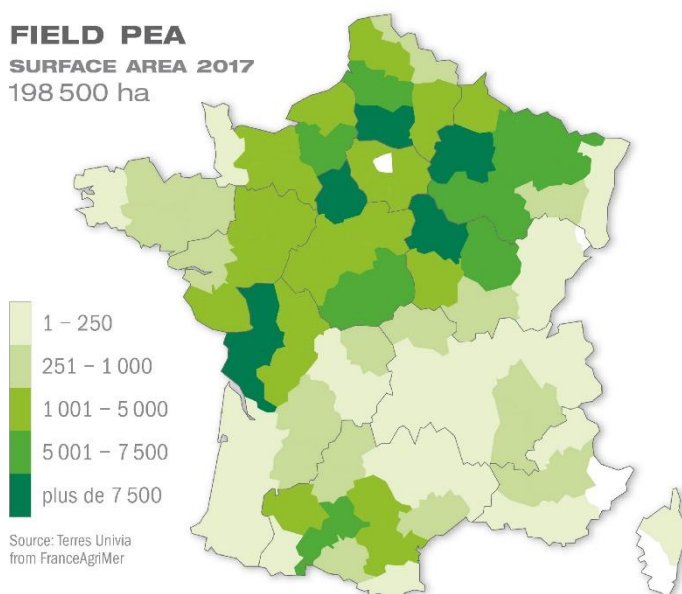 FIELD PEA
SURFACE AREA 2017
198 500 ha
1 – 250
251 – 1 000
1 001 – 5 000
5 001 – 7 500
plus de 7 500
Source: Terres Univia
from FranceAgriMer